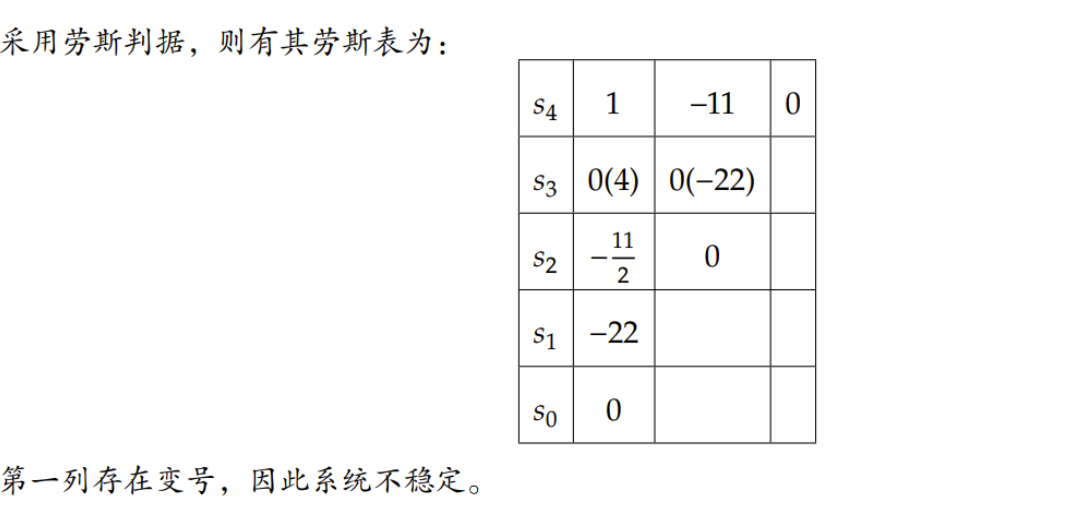 采用劳斯判据，则有其劳斯表为：
s₄ 1 –11 0
s₃ 0(4) 0(–22)
s₂ –11/2 0
s₁ –22
s₀ 0
第一列存在变号，因此系统不稳定。